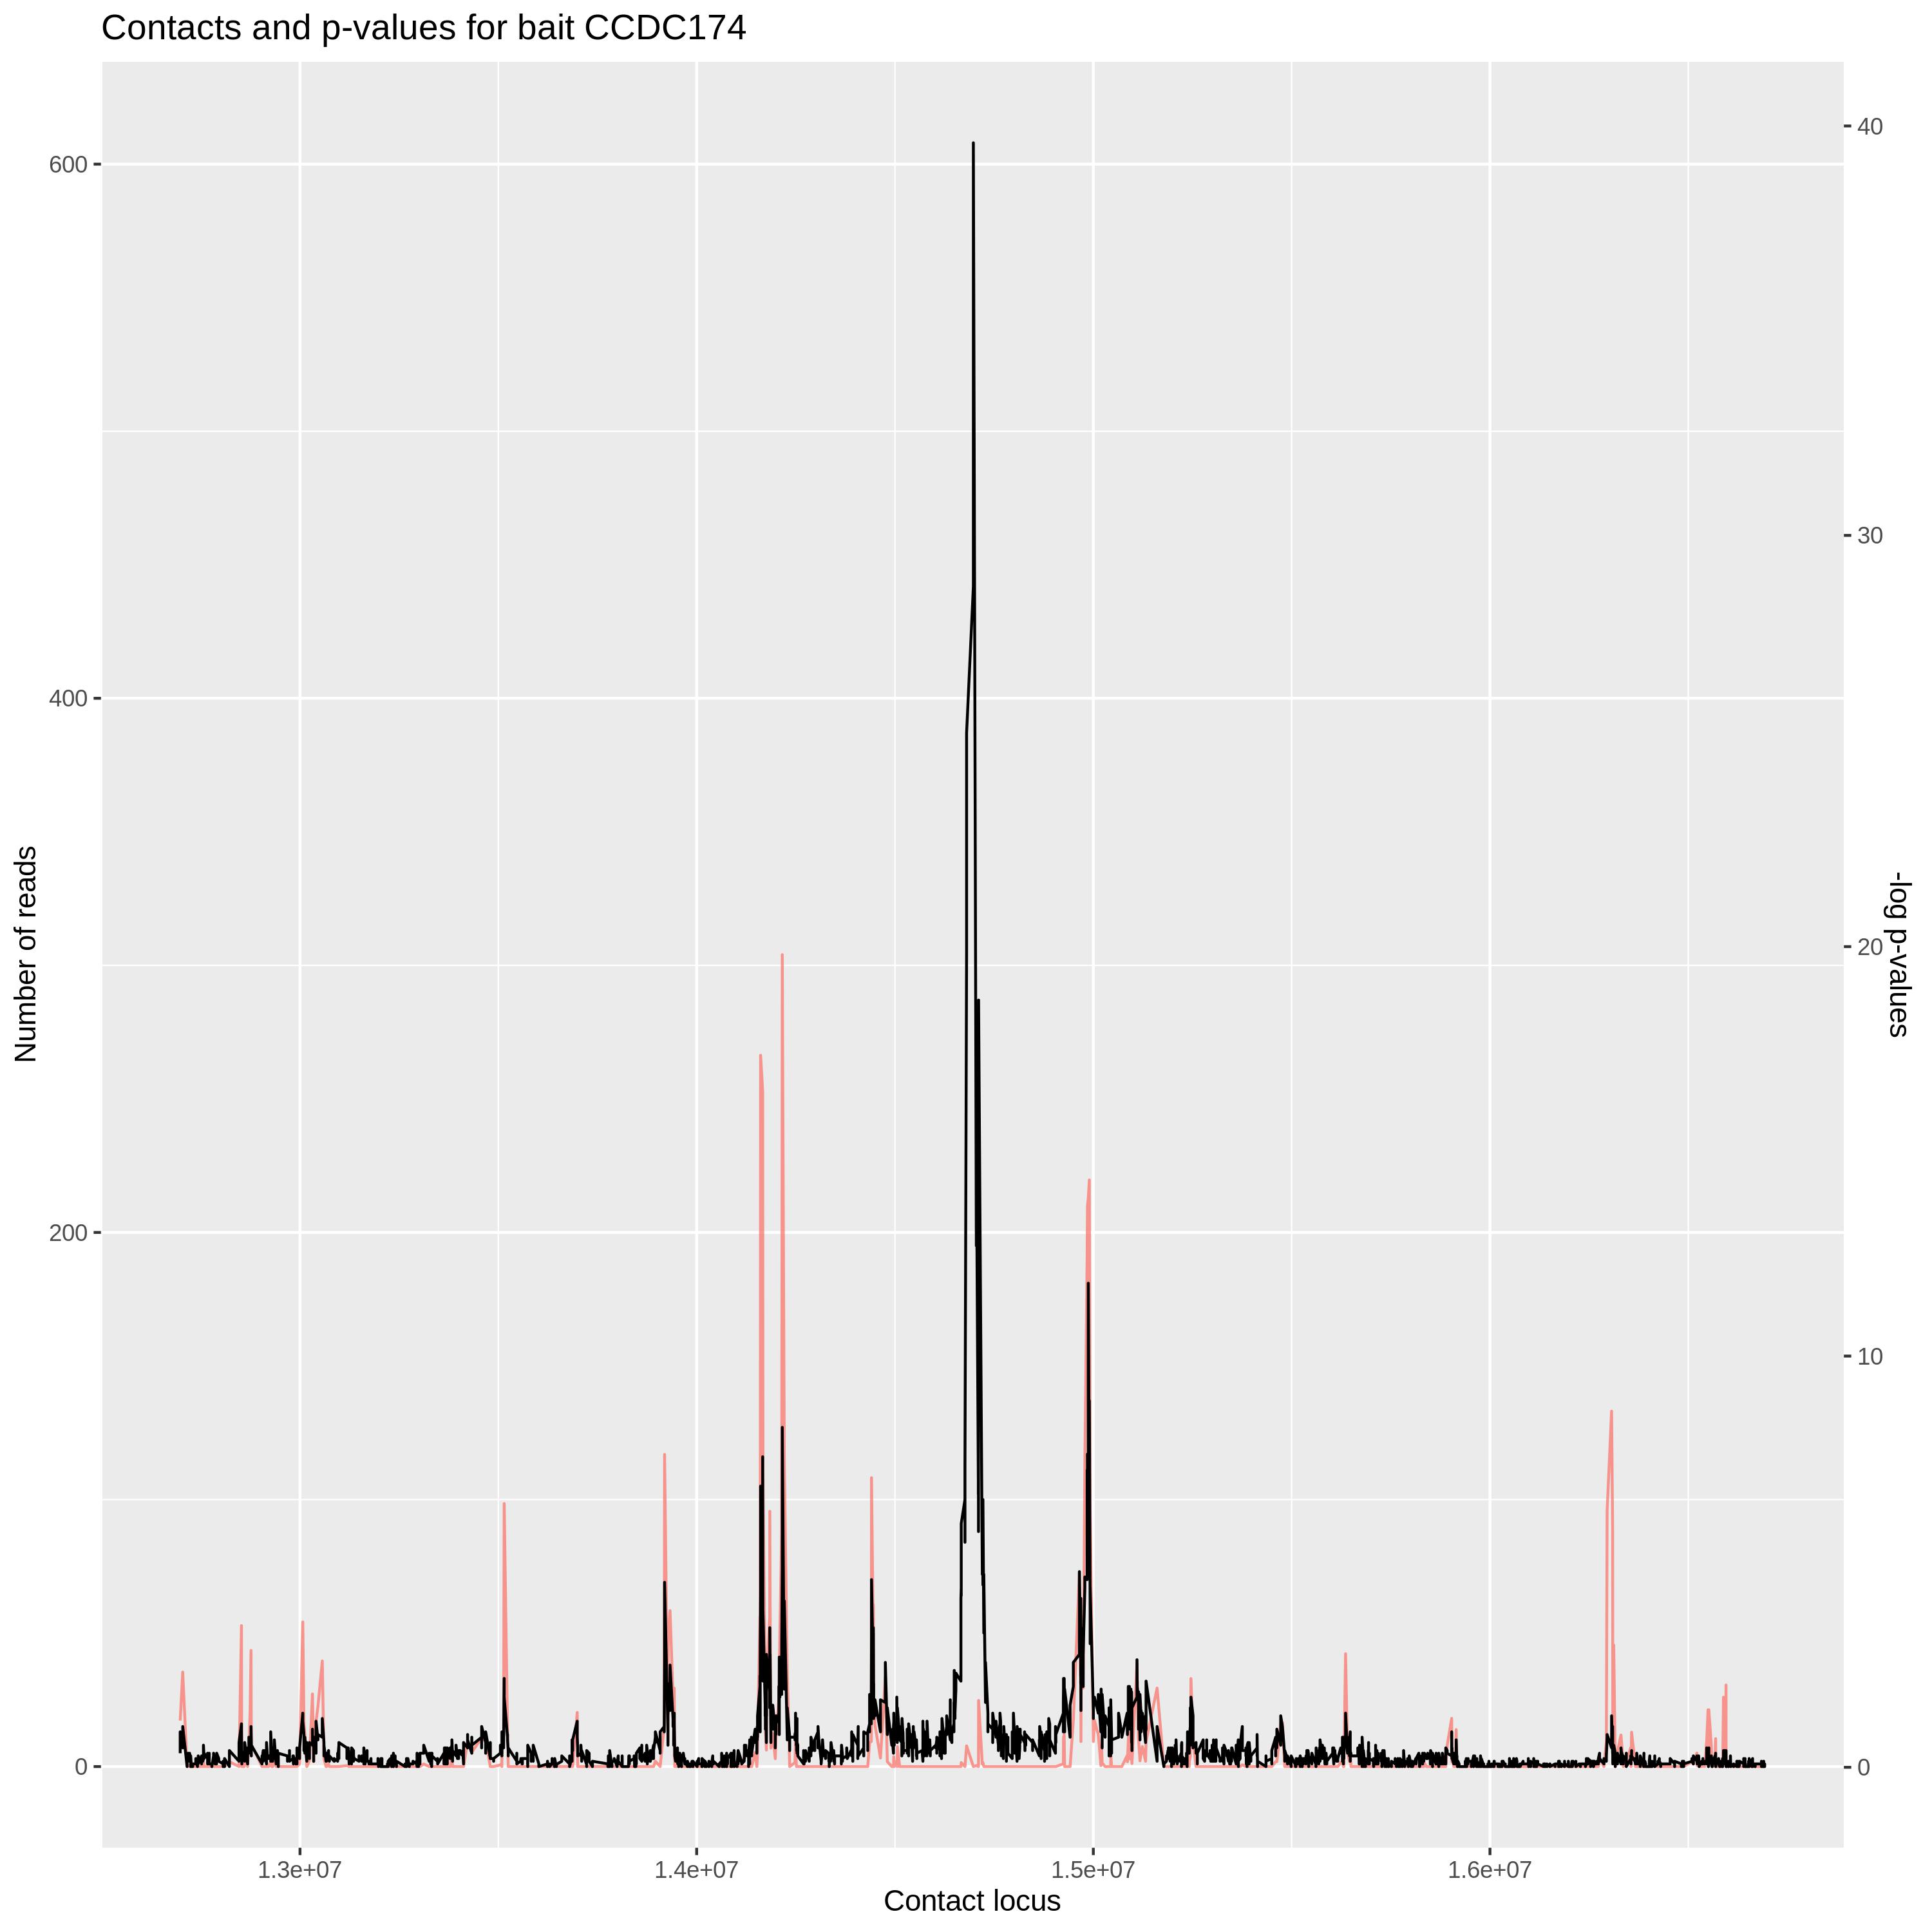 Contacts and p-values for bait CCDC174
600
400
200
0
Number of reads
40
30
20
10
0
-log p-values
1.3e+07
1.4e+07
1.5e+07
1.6e+07
Contact locus